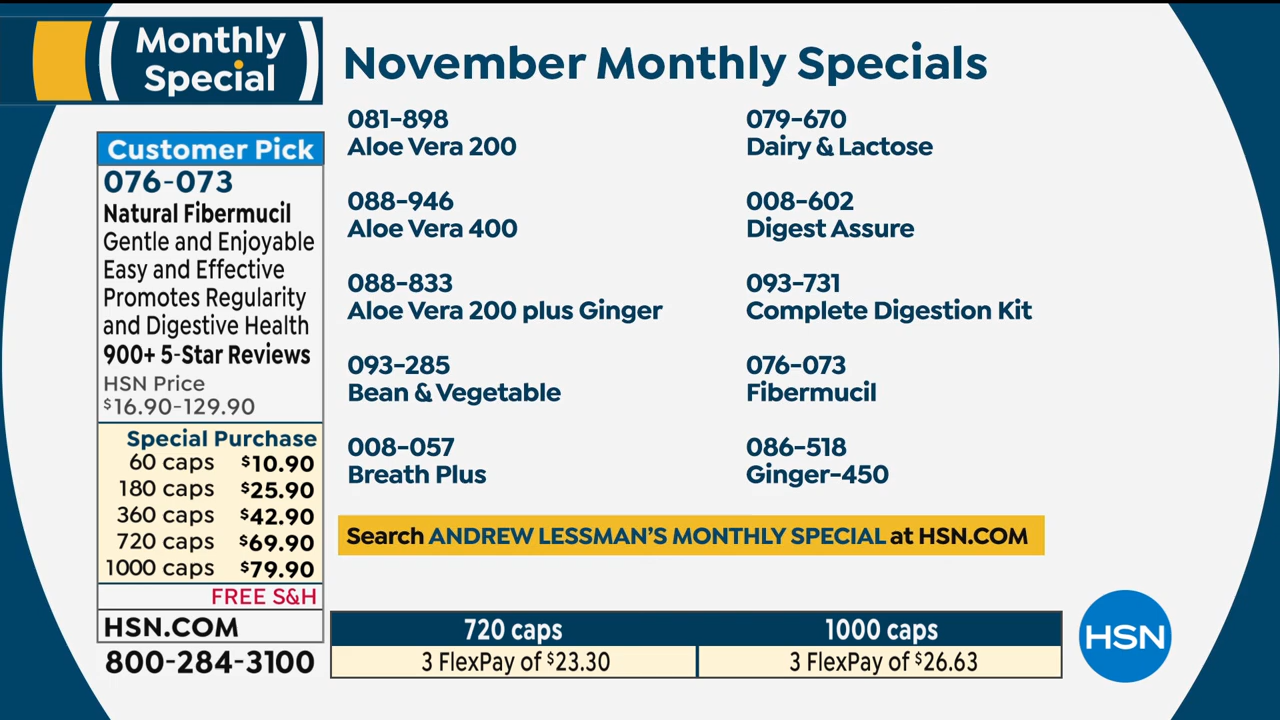 Monthly
Special
Customer Pick
076-073
Natural Fibermucil
Gentle and Enjoyable
Easy and Effective
Promotes Regularity
and Digestive Health
900+ 5-Star Reviews
HSN Price
$16.90-129.90
Special Purchase
60 caps $10.90
180 caps $25.90
360 caps $42.90
720 caps $69.90
1000 caps $79.90
FREE S&H
HSN.COM
800-284-3100
November Monthly Specials
081-898
Aloe Vera 200
088-946
Aloe Vera 400
088-833
Aloe Vera 200 plus Ginger
093-285
Bean & Vegetable
008-057
Breath Plus
079-670
Dairy & Lactose
008-602
Digest Assure
093-731
Complete Digestion Kit
076-073
Fibermucil
086-518
Ginger-450
Search ANDREW LESSMAN'S MONTHLY SPECIAL at HSN.COM
720 caps 1000 caps
3 FlexPay of $23.30 3 FlexPay of $26.63
HSN